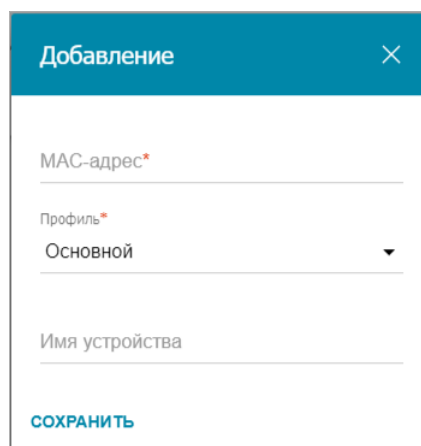 Добавление
MAC-адрес*
Профиль*
Основной
Имя устройства
СОХРАНИТЬ